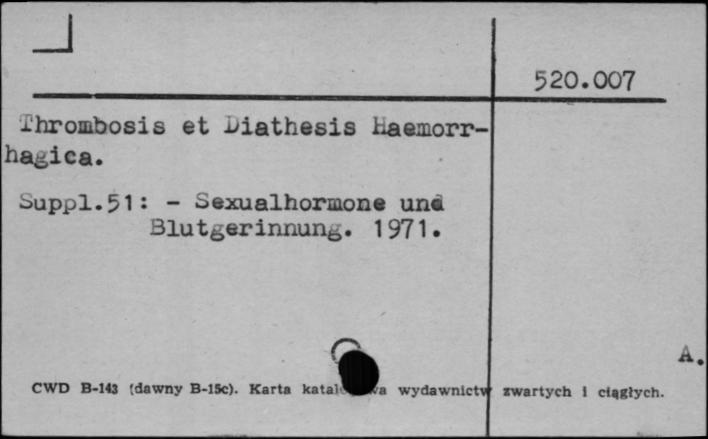 520.007
Thrombosis et Diathesis Haemorr-
hagica.
Suppl.51: - Sexualhormone und
Blutgerinnung. 1971.
A.
CWD B-143 (dawny B-15c). Karta wydawnictw zwartych i ciągłych.